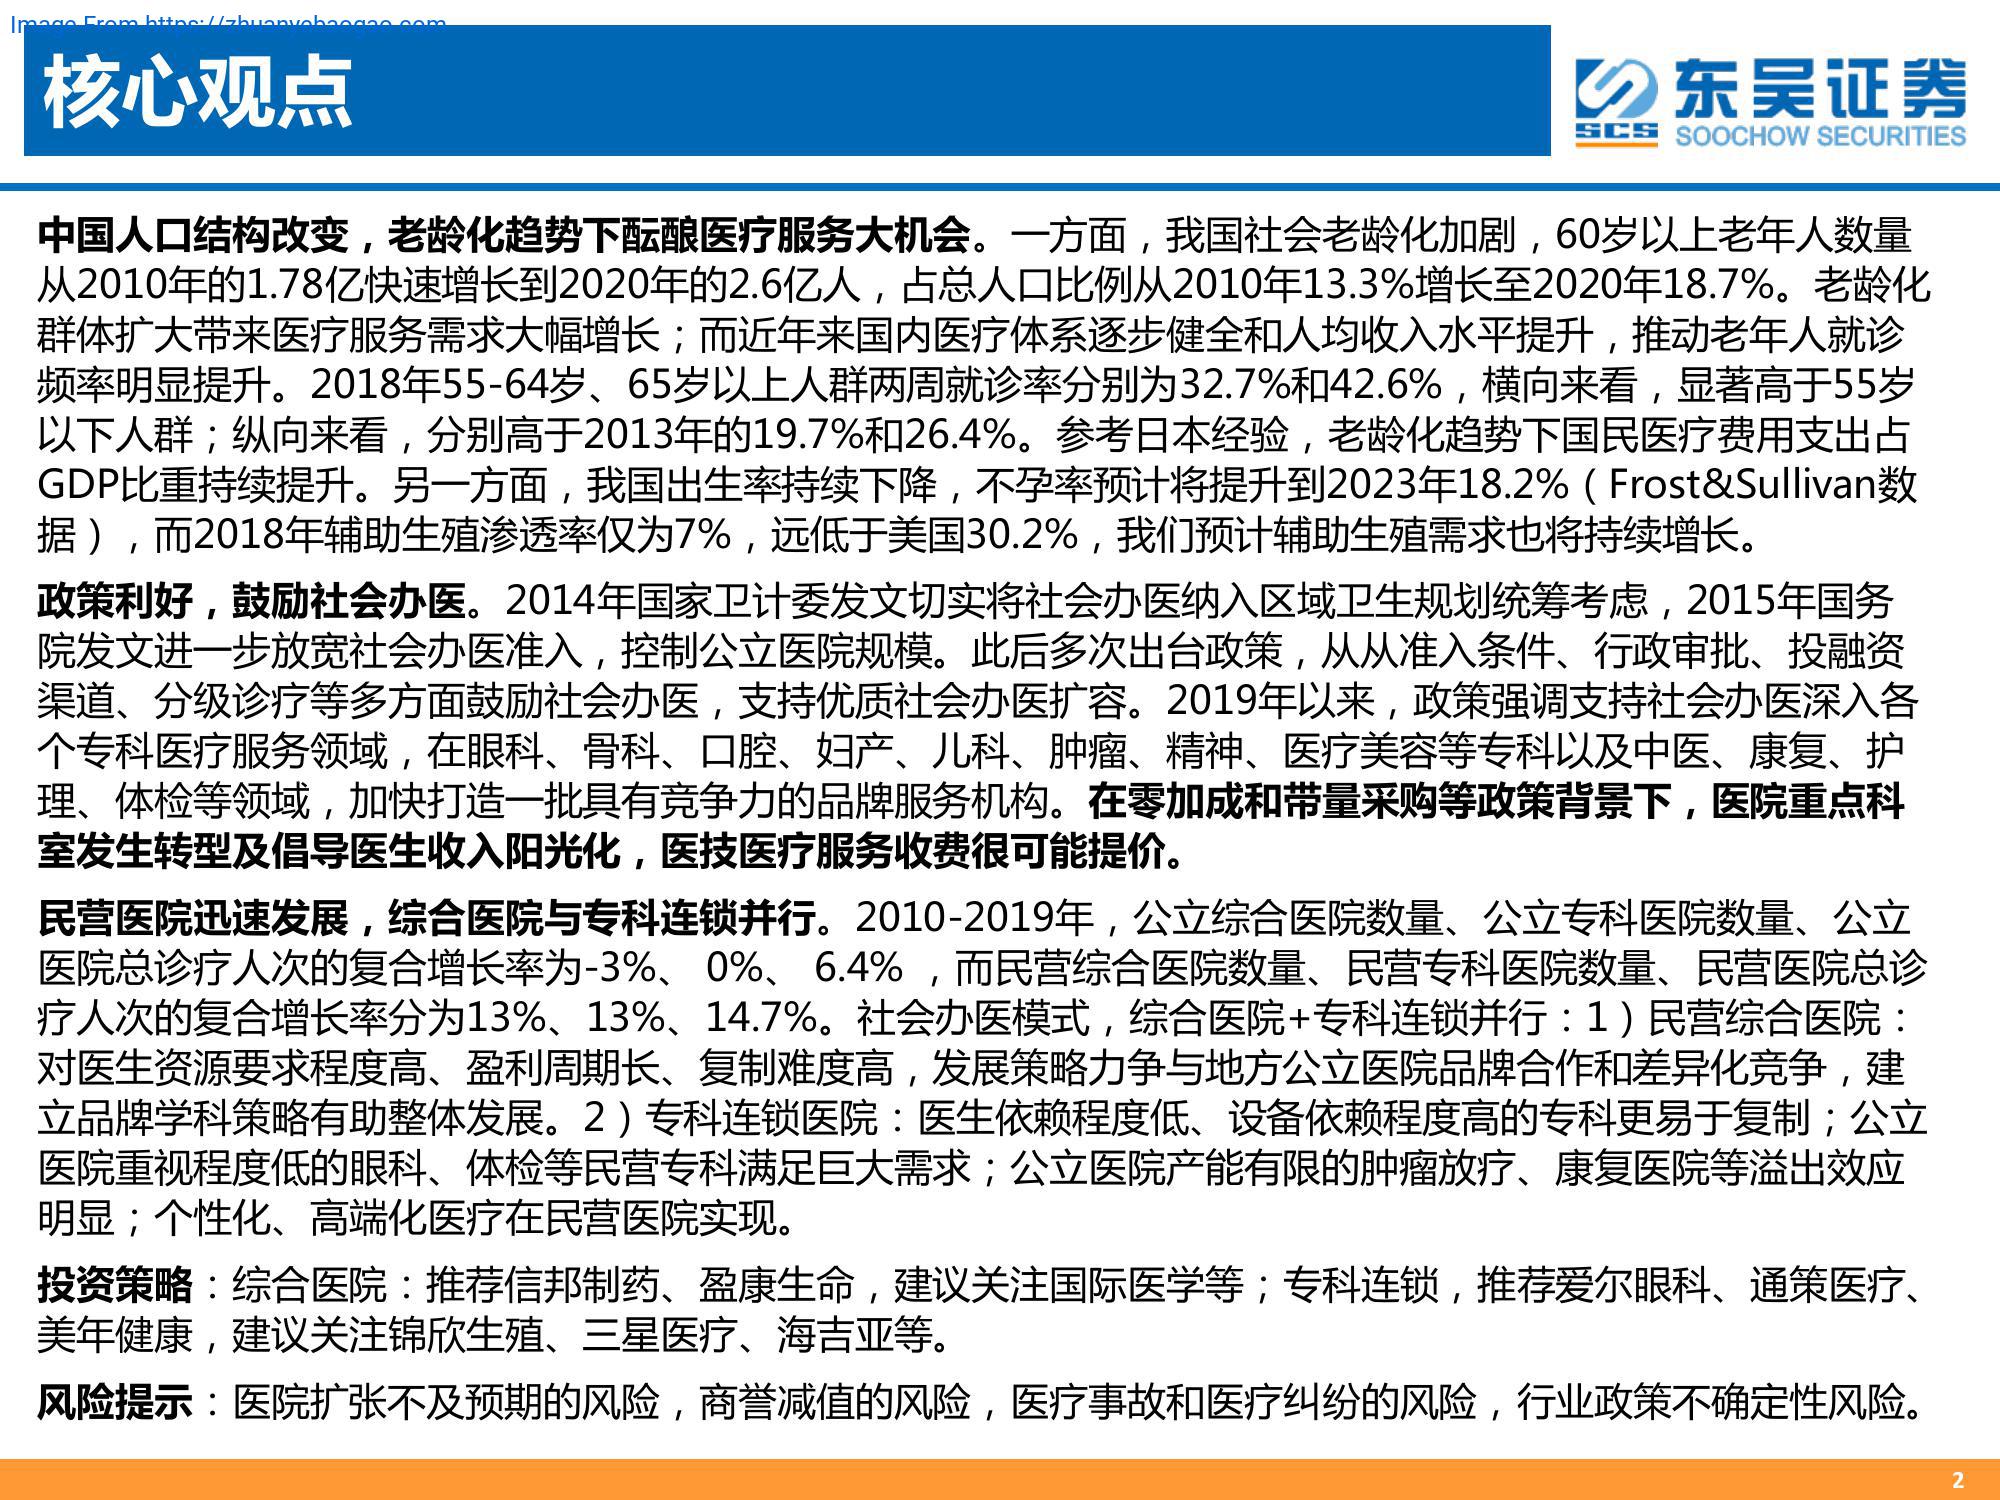 Image From https://zhuanyebaogao.com
核心观点
东吴证券
SCS
SOOCHOW SECURITIES
中国人口结构改变，老龄化趋势下酝酿医疗服务大机会。一方面，我国社会老龄化加剧，60岁以上老年人数量
从2010年的1.78亿快速增长到2020年的2.6亿人，占总人口比例从2010年13.3%增长至2020年18.7%。老龄化
群体扩大带来医疗服务需求大幅增长；而近年来国内医疗体系逐步健全和人均收入水平提升，推动老年人就诊
频率明显提升。2018年55-64岁、65岁以上人群两周就诊率分别为32.7%和42.6%，横向来看，显著高于55岁
以下人群；纵向来看，分别高于2013年的19.7%和26.4%。参考日本经验，老龄化趋势下国民医疗费用支出占
GDP比重持续提升。另一方面，我国出生率持续下降，不孕率预计将提升到2023年18.2%（Frost&Sullivan数
据），而2018年辅助生殖渗透率仅为7%，远低于美国30.2%，我们预计辅助生殖需求也将持续增长。
政策利好，鼓励社会办医。2014年国家卫计委发文切实将社会办医纳入区域卫生规划统筹考虑，2015年国务
院发文进一步放宽社会办医准入，控制公立医院规模。此后多次出台政策，从从准入条件、行政审批、投融资
渠道、分级诊疗等多方面鼓励社会办医，支持优质社会办医扩容。2019年以来，政策强调支持社会办医深入各
个专科医疗服务领域，在眼科、骨科、口腔、妇产、儿科、肿瘤、精神、医疗美容等专科以及中医、康复、护
理、体检等领域，加快打造一批具有竞争力的品牌服务机构。在零加成和带量采购等政策背景下，医院重点科
室发生转型及倡导医生收入阳光化，医技医疗服务收费很可能提价。
民营医院迅速发展，综合医院与专科连锁并行。2010-2019年，公立综合医院数量、公立专科医院数量、公立
医院总诊疗人次的复合增长率为-3%、 0%、 6.4% ，而民营综合医院数量、民营专科医院数量、民营医院总诊
疗人次的复合增长率分为13%、13%、14.7%。社会办医模式，综合医院+专科连锁并行：1）民营综合医院：
对医生资源要求程度高、盈利周期长、复制难度高，发展策略力争与地方公立医院品牌合作和差异化竞争，建
立品牌学科策略有助整体发展。2）专科连锁医院：医生依赖程度低、设备依赖程度高的专科更易于复制；公立
医院重视程度低的眼科、体检等民营专科满足巨大需求；公立医院产能有限的肿瘤放疗、康复医院等溢出效应
明显；个性化、高端化医疗在民营医院实现。
投资策略：综合医院：推荐信邦制药、盈康生命，建议关注国际医学等；专科连锁，推荐爱尔眼科、通策医疗、
美年健康，建议关注锦欣生殖、三星医疗、海吉亚等。
风险提示：医院扩张不及预期的风险，商誉减值的风险，医疗事故和医疗纠纷的风险，行业政策不确定性风险。
2